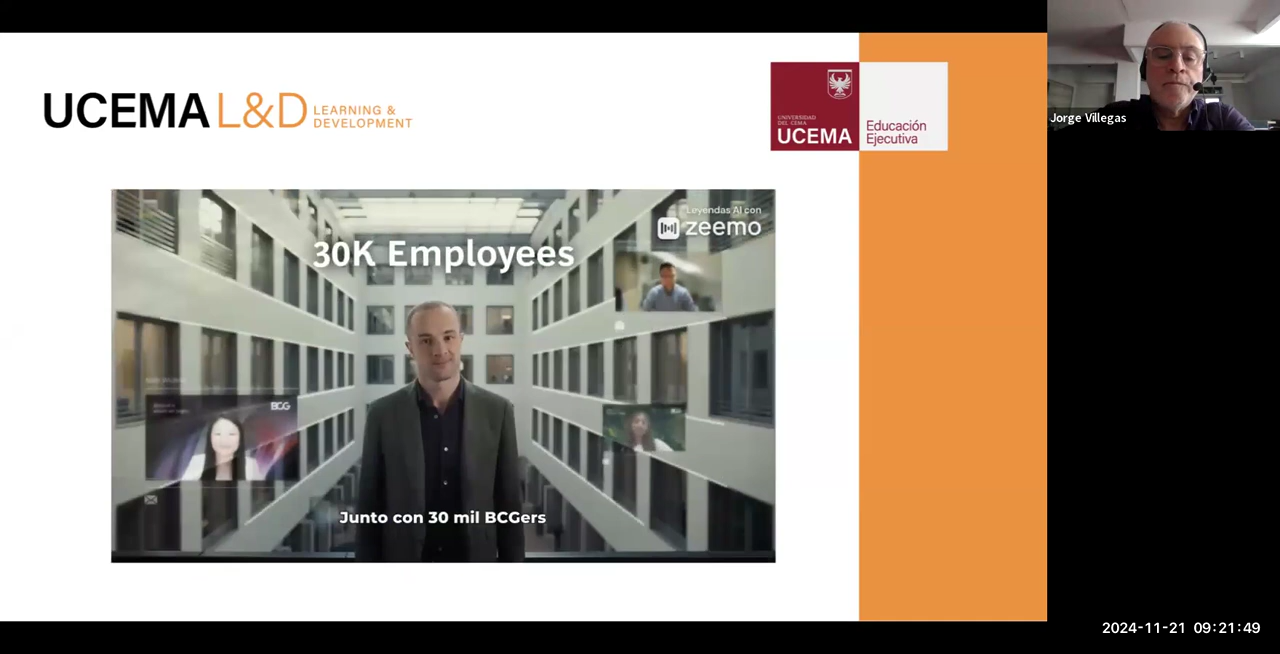 UCEMA L&D LEARNING &
DEVELOPMENT
UNIVERSIDAD
DEL CEMA
UCEMA
Educación
Ejecutiva
Jorge Villegas
Leyendas AI con
zeemo
30K Employees
BCG
BCG
Junto con 30 mil BCGers
2024-11-21 09:21:49